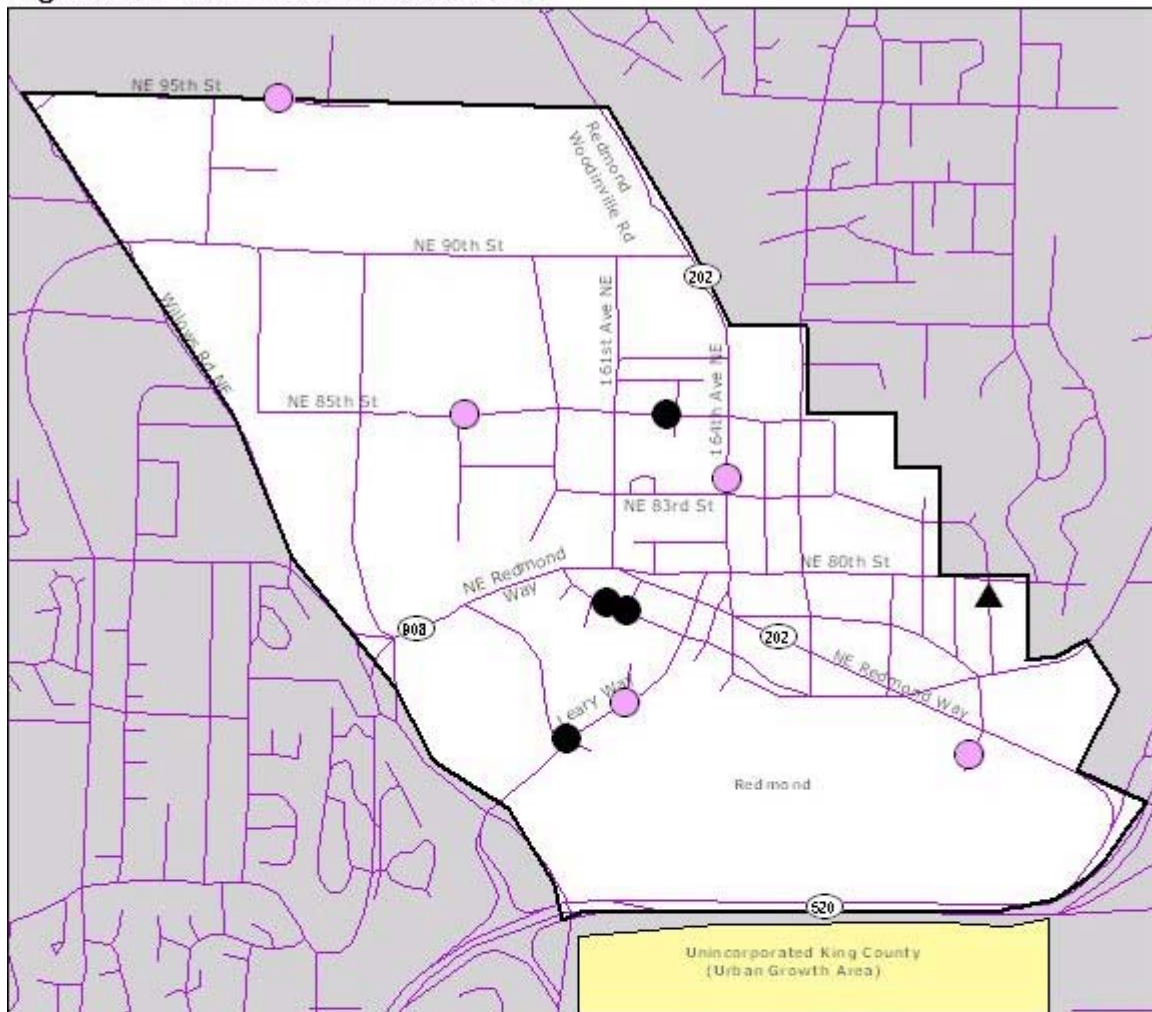 NE 95th St
Redmond
Woodinville Rd
NE 90th St
202
Willows Rd NE
161st Ave NE
164th Ave NE
NE 85th St
NE 83rd St
NE Redmond
Way
NE 80th St
908
202
NE Redmond Way
Leary Way
Redmond
520
Unincorporated King County
(Urban Growth Area)